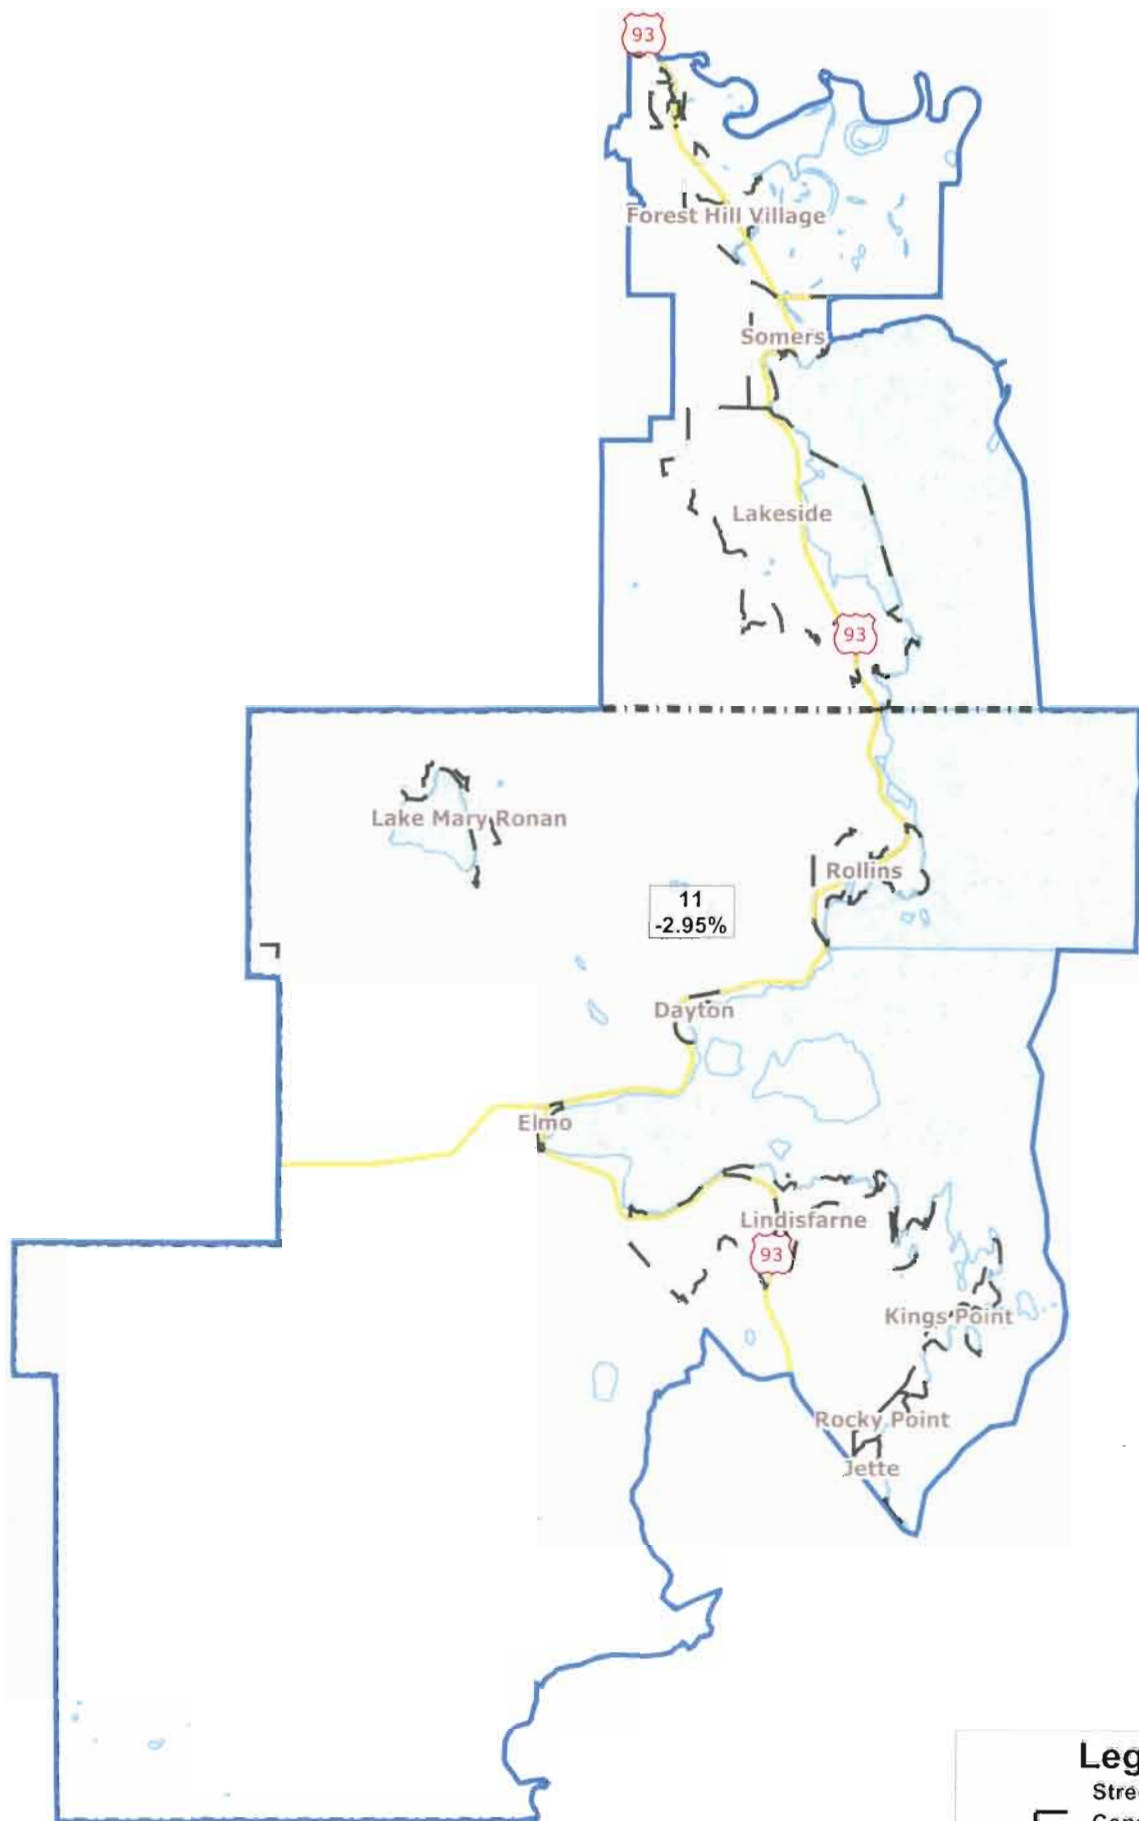 93
Forest Hill Village
Somers
Lakeside
93
Lake Mary Ronan
Rollins
11
-2.95%
Dayton
Elmo
Lindisfarne
93
Kings Point
Rocky Point
Jette
Leg
Stre